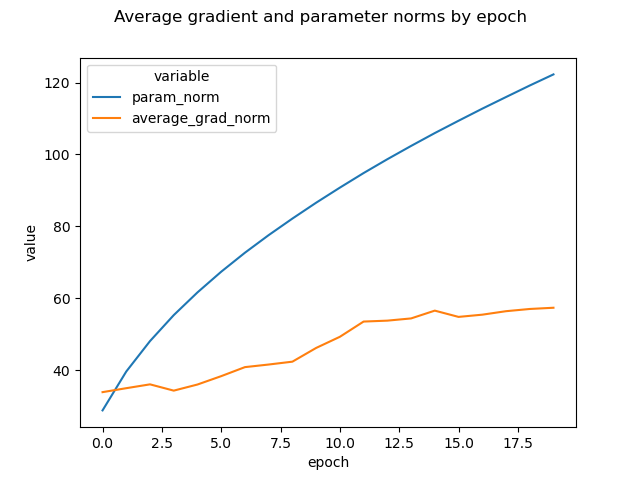 Average gradient and parameter norms by epoch
variable
param_norm
average_grad_norm
value
120
100
80
60
40
0.0 2.5 5.0 7.5 10.0 12.5 15.0 17.5
epoch